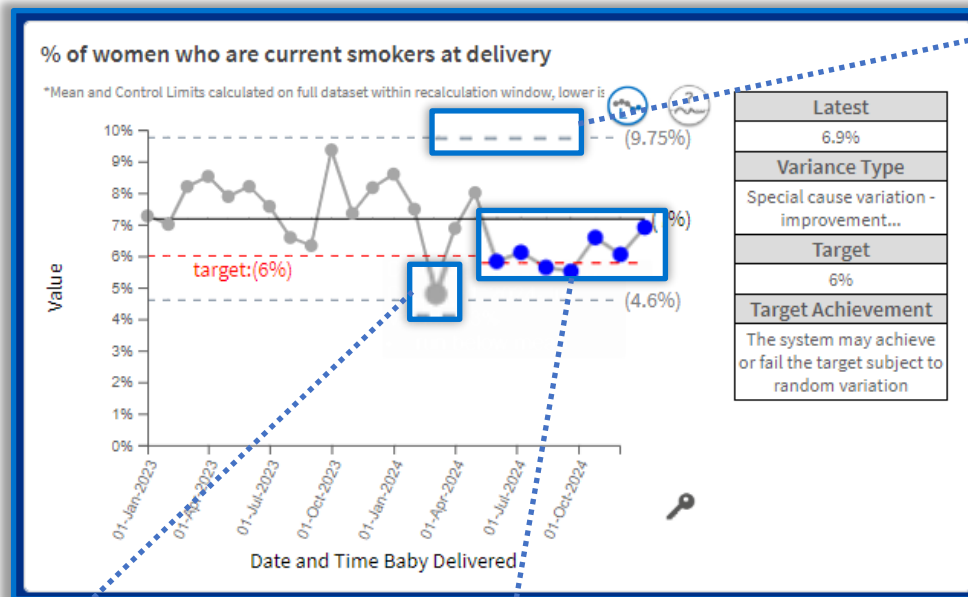 % of women who are current smokers at delivery
*Mean and Control Limits calculated on full dataset within recalculation window, lower is
10%
9%
8%
7%
6%
5%
4%
3%
2%
1%
0%
Value
(9.75%)
%)
target:(6%)
(4.6%)
01-Jan-2023
01-Apr-2023
01-Jul-2023
01-Oct-2023
01-Jan-2024
01-Apr-2024
01-Jul-2024
01-Oct-2024
Date and Time Baby Delivered
Latest
6.9%
Variance Type
Special cause variation -
improvement...
Target
6%
Target Achievement
The system may achieve
or fail the target subject to
random variation